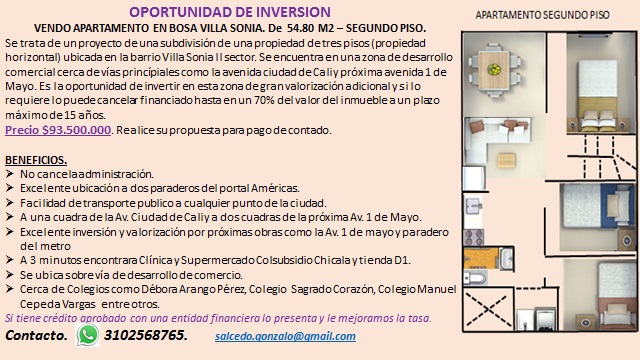 OPORTUNIDAD DE INVERSION
VENDO APARTAMENTO EN BOSA VILLA SONIA. De 54.80 M2 – SEGUNDO PISO.
Se trata de un proyecto de una subdivisión de una propiedad de tres pisos (propiedad
horizontal) ubicada en la barrio Villa Sonia II sector. Se encuentra en una zona de desarrollo
comercial cerca de vías principales como la avenida ciudad de Cali y próxima avenida 1 de
Mayo. Es la oportunidad de invertir en esta zona de gran valorización adicional y si lo
requiere lo puede cancelar financiado hasta en un 70% del valor del inmueble a un plazo
máximo de 15 años.
Precio $93.500.000. Realice su propuesta para pago de contado.
BENEFICIOS.
➢ No cancela administración.
➢ Excelente ubicación a dos paraderos del portal Américas.
➢ Facilidad de transporte publico a cualquier punto de la ciudad.
➢ A una cuadra de la Av. Ciudad de Cali y a dos cuadras de la próxima Av. 1 de Mayo.
➢ Excelente inversión y valorización por próximas obras como la Av. 1 de mayo y paradero
del metro
➢ A 3 minutos encontrara Clínica y Supermercado Colsubsidio Chicala y tienda D1.
➢ Se ubica sobre vía de desarrollo de comercio.
➢ Cerca de Colegios como Débora Arango Pérez, Colegio Sagrado Corazón, Colegio Manuel
Cepeda Vargas entre otros.
Si tiene crédito aprobado con una entidad financiera lo presenta y le mejoramos la tasa.
Contacto. 3102568765. salcedo.gonzalo@gmail.com
APARTAMENTO SEGUNDO PISO